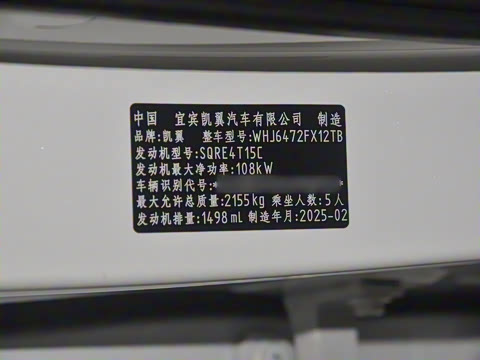 中国 宜宾凯翼汽车有限公司 制造
品牌:凯翼 整车型号:WHJ6472FX12TB
发动机型号:SQRE4T15C
发动机最大净功率:108kW
车辆识别代号:* *
最大允许总质量:2155kg 乘坐人数:5人
发动机排量:1498mL 制造年月:2025-02